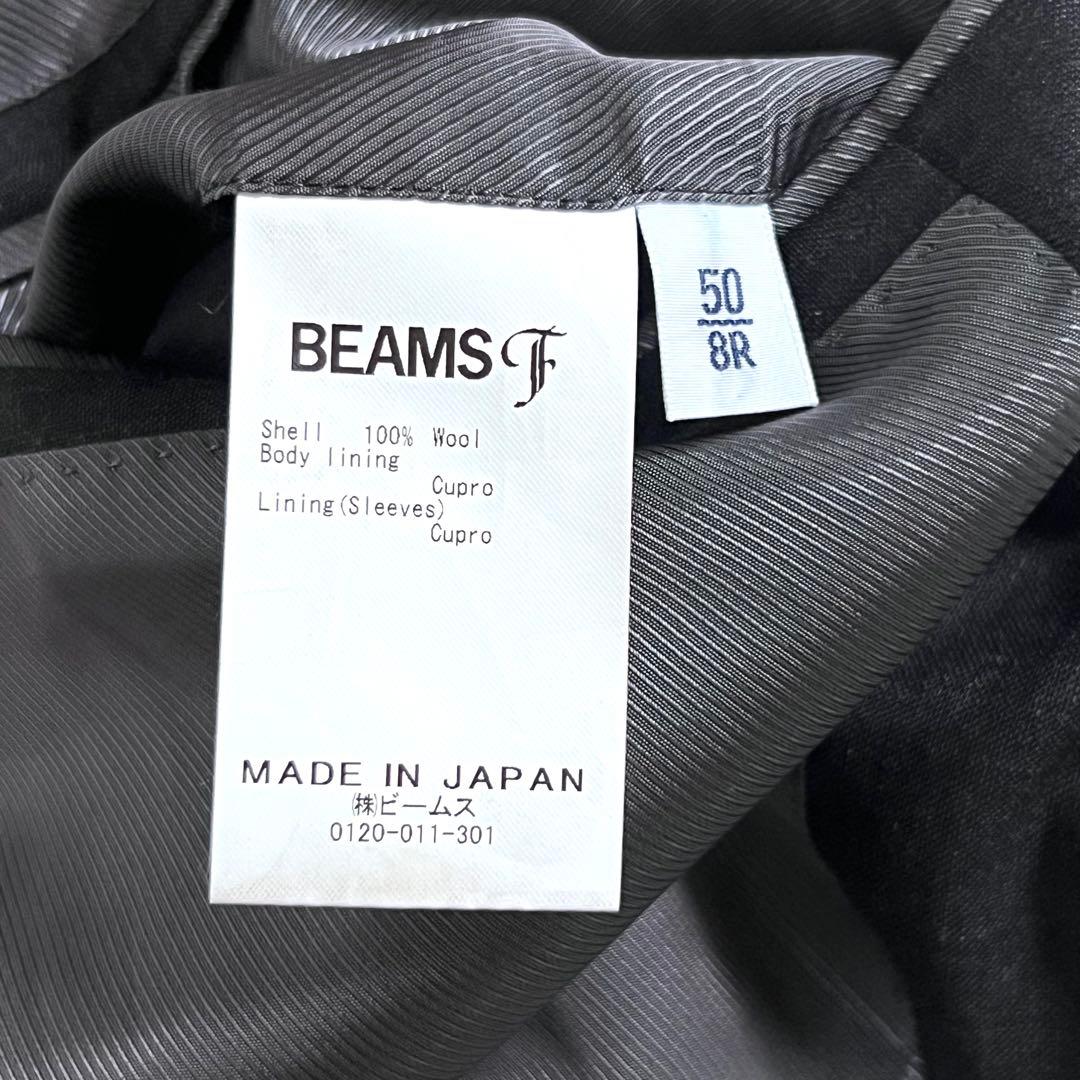 BEAMS F
Shell 100% Wool
Body lining
Cupro
Lining(Sleeves)
Cupro
MADE IN JAPAN
㈱ビームス
0120-011-301
50
8R